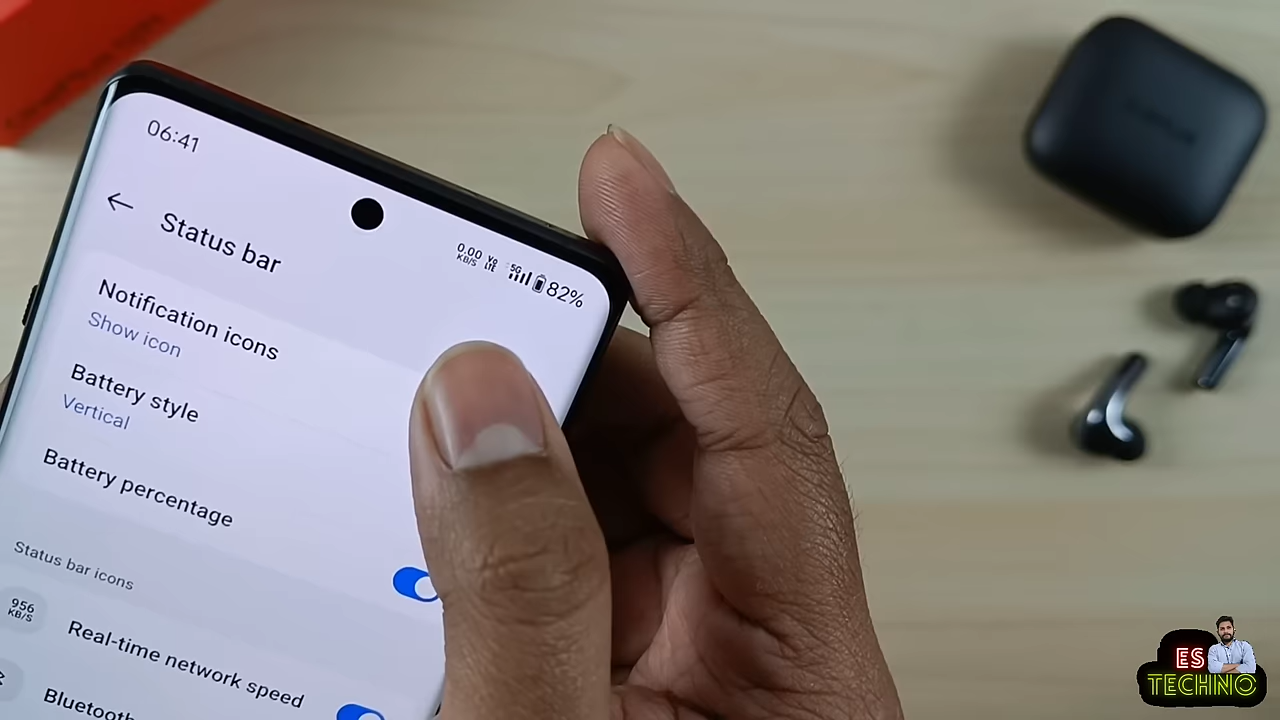 06:41
0.00 KB/S Vo LTE 5G 82%
Status bar
Notification icons
Show icon
Battery style
Vertical
Battery percentage
Status bar icons
956 KB/S
Real-time network speed
Bluetooth
ES
TECHNO